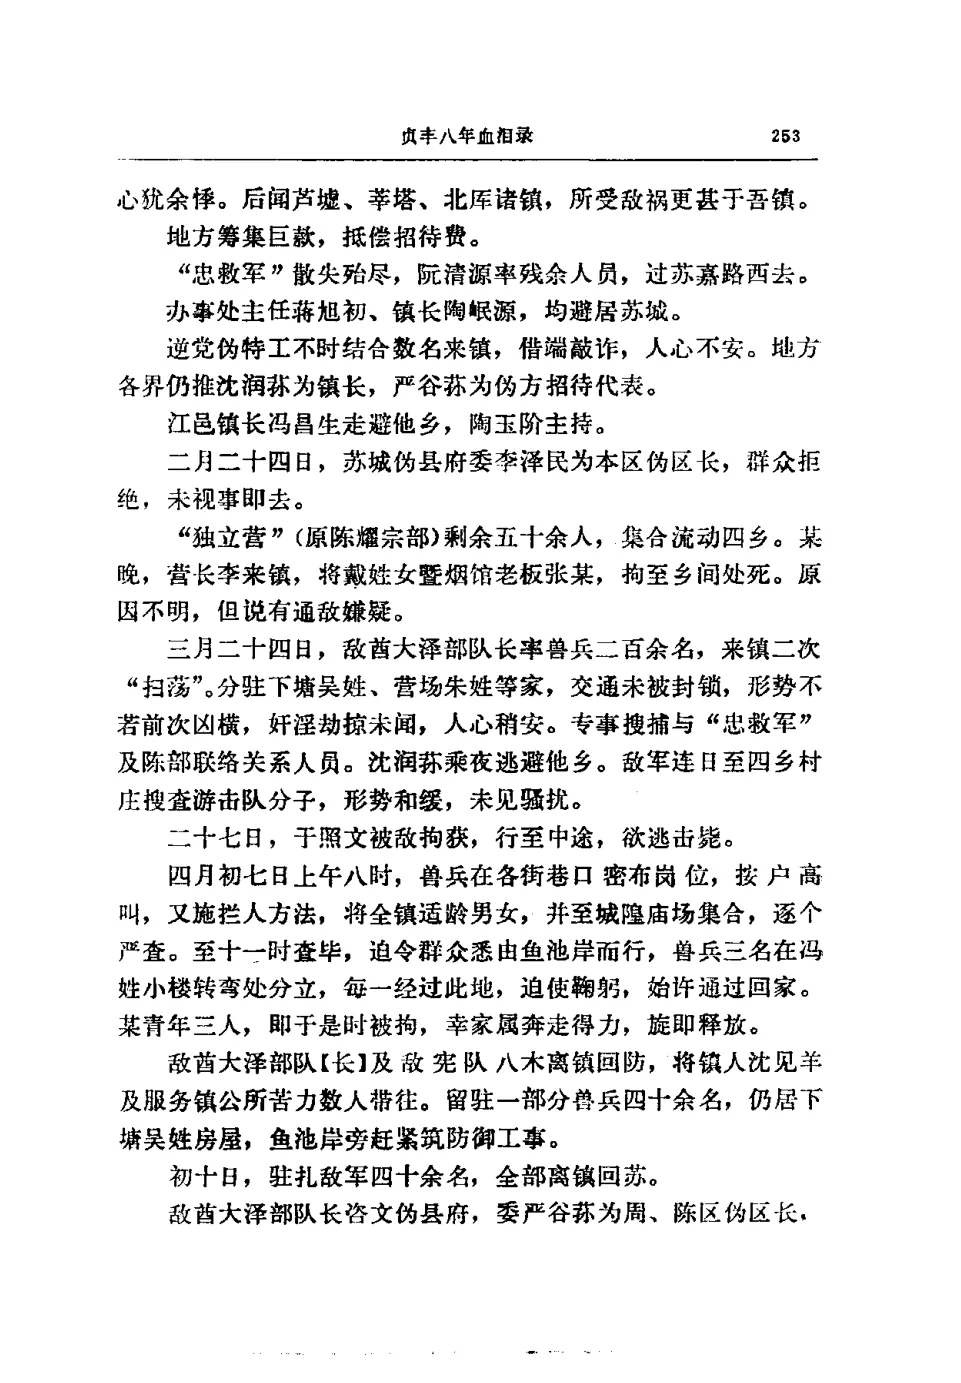 贞丰八年血泪录 253
心犹余悸。后闻芦墟、莘塔、北厍诸镇，所受敌祸更甚于吾镇。
地方筹集巨款，抵偿招待费。
“忠救军”散失殆尽，阮清源率残余人员，过苏嘉路西去。
办事处主任蒋旭初、镇长陶岷源，均避居苏城。
逆党伪特工不时结合数名来镇，借端敲诈，人心不安。地方
各界仍推沈润荪为镇长，严谷荪为伪方招待代表。
江邑镇长冯昌生走避他乡，陶玉阶主持。
二月二十四日，苏城伪县府委李泽民为本区伪区长，群众拒
绝，未视事即去。
“独立营”（原陈耀宗部）剩余五十余人，集合流动四乡。某
晚，营长李来镇，将戴姓女暨烟馆老板张某，拘至乡间处死。原
因不明，但说有通敌嫌疑。
三月二十四日，敌酋大泽部队长率兽兵二百余名，来镇二次
“扫荡”。分驻下塘吴姓、营场朱姓等家，交通未被封锁，形势不
若前次凶横，奸淫劫掠未闻，人心稍安。专事搜捕与“忠救军”
及陈部联络关系人员。沈润荪乘夜逃避他乡。敌军连日至四乡村
庄搜查游击队分子，形势和缓，未见骚扰。
二十七日，于照文被敌拘获，行至中途，欲逃击毙。
四月初七日上午八时，兽兵在各街巷口密布岗位，按户高
叫，又施拦人方法，将全镇适龄男女，并至城隍庙场集合，逐个
严查。至十一时查毕，迫令群众悉由鱼池岸而行，兽兵三名在冯
姓小楼转弯处分立，每一经过此地，迫使鞠躬，始许通过回家。
某青年三人，即于是时被拘，幸家属奔走得力，旋即释放。
敌酋大泽部队【长】及敌宪队八木离镇回防，将镇人沈见羊
及服务镇公所苦力数人带往。留驻一部分兽兵四十余名，仍居下
塘吴姓房屋，鱼池岸旁赶紧筑防御工事。
初十日，驻扎敌军四十余名，全部离镇回苏。
敌酋大泽部队长咨文伪县府，委严谷荪为周、陈区伪区长，